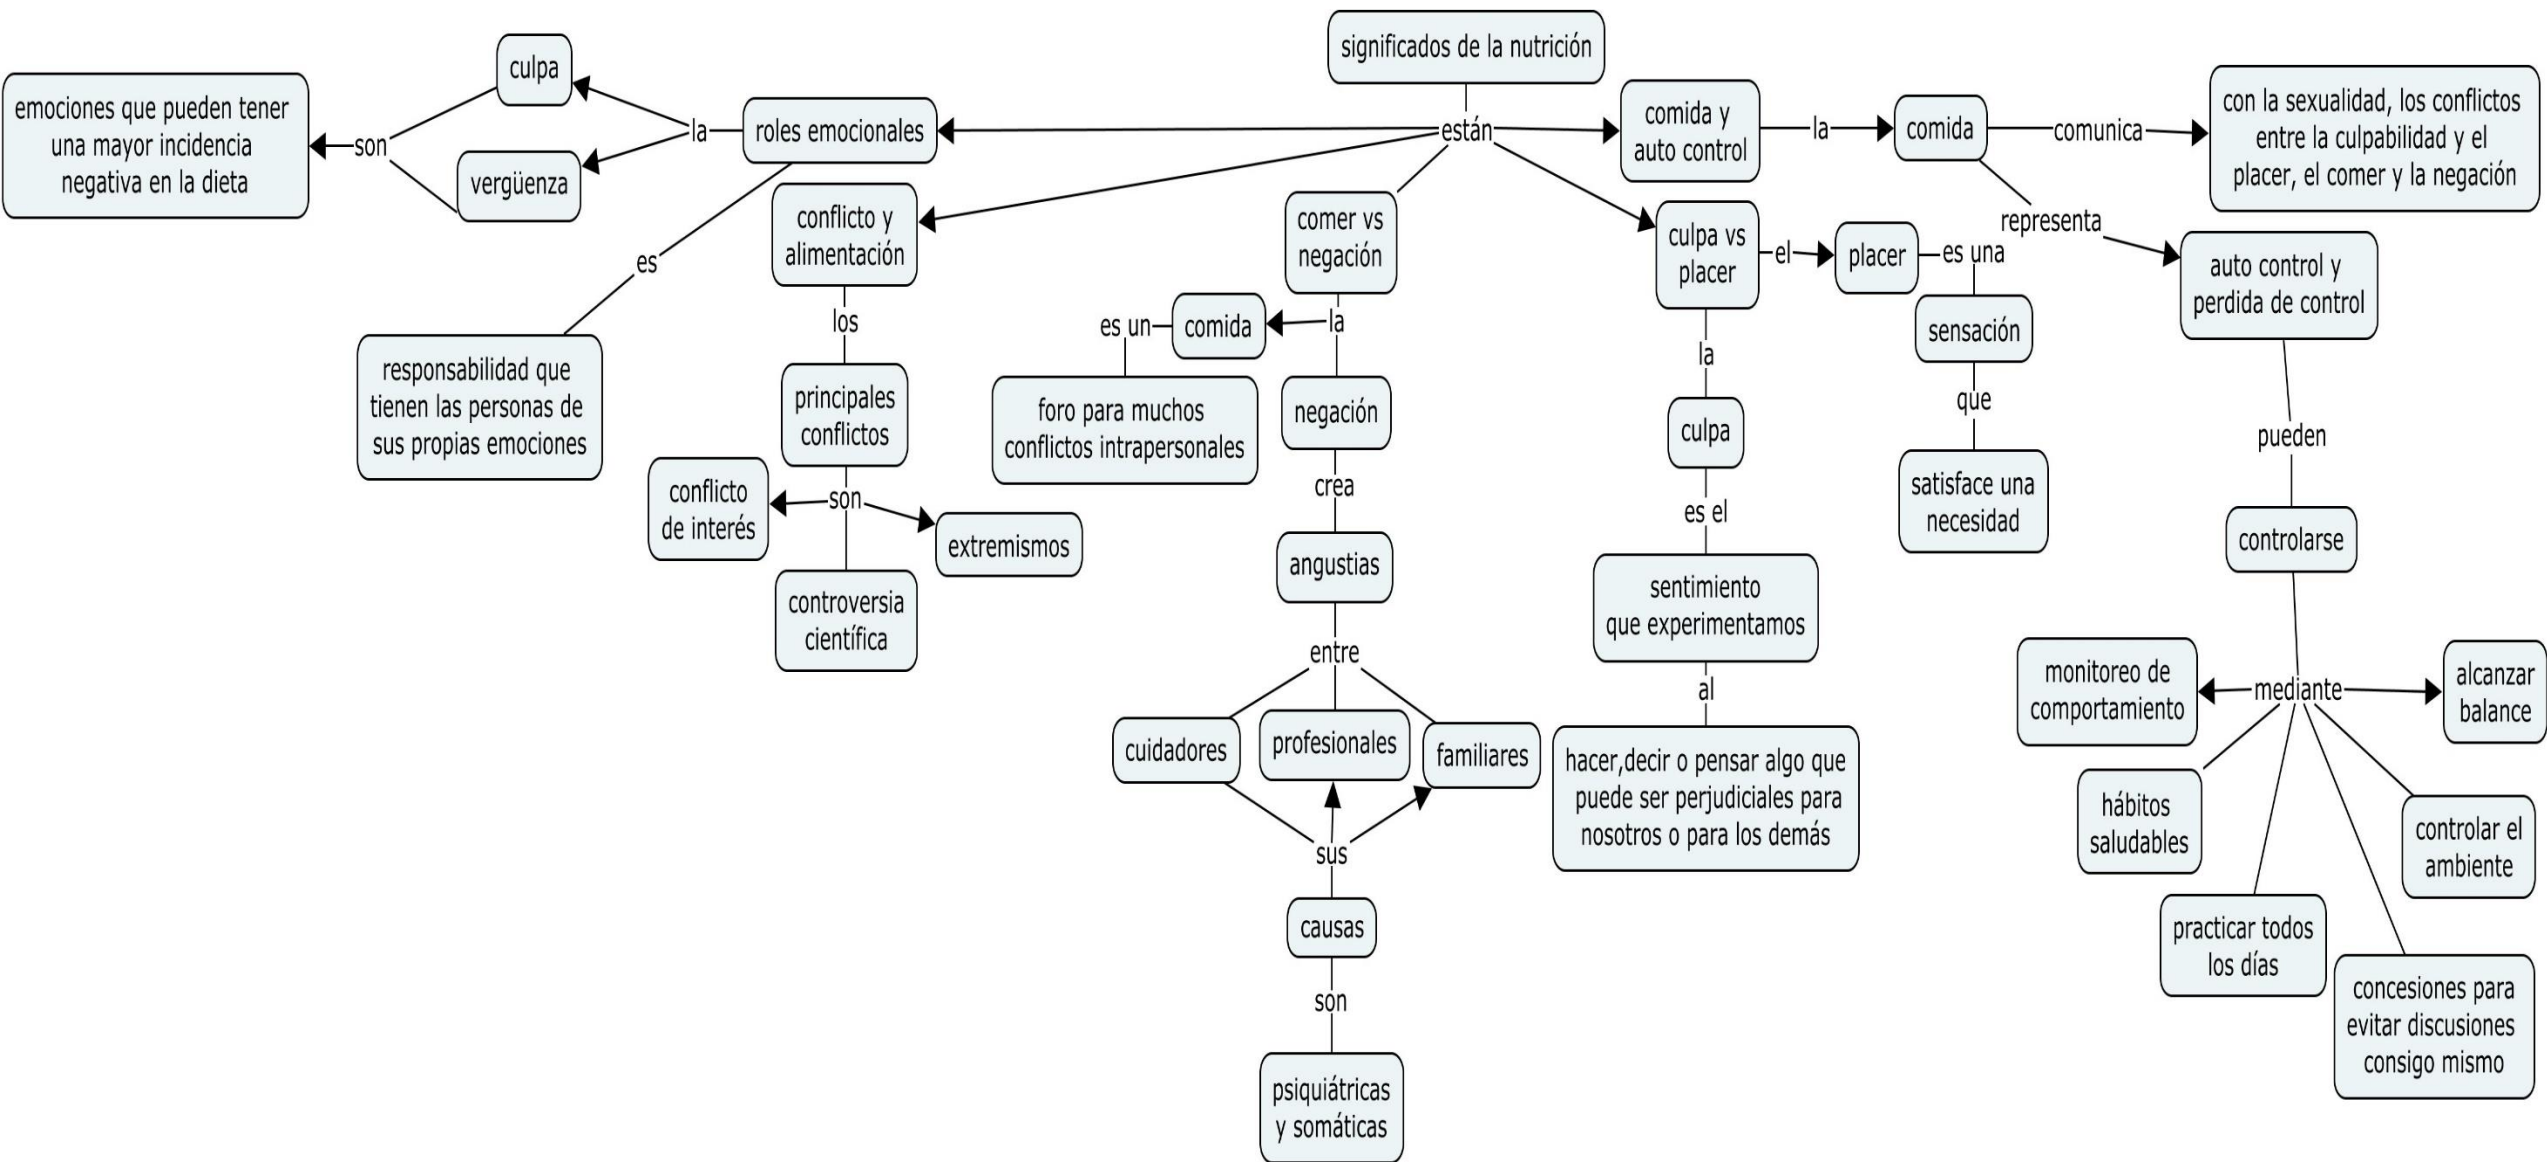 significados de la nutrición
están
roles emocionales
la
culpa
vergüenza
son
emociones que pueden tener
una mayor incidencia
negativa en la dieta
es
responsabilidad que
tienen las personas de
sus propias emociones
conflicto y
alimentación
los
principales
conflictos
son
conflicto
de interés
controversia
científica
extremismos
comer vs
negación
la
comida
es un
foro para muchos
conflictos intrapersonales
negación
crea
angustias
entre
cuidadores
profesionales
familiares
sus
causas
son
psiquiátricas
y somáticas
culpa vs
placer
el
placer
es una
sensación
que
satisface una
necesidad
la
culpa
es el
sentimiento
que experimentamos
al
hacer,decir o pensar algo que
puede ser perjudiciales para
nosotros o para los demás
comida y
auto control
la
comida
comunica
con la sexualidad, los conflictos
entre la culpabilidad y el
placer, el comer y la negación
representa
auto control y
perdida de control
pueden
controlarse
mediante
monitoreo de
comportamiento
hábitos
saludables
practicar todos
los días
concesiones para
evitar discusiones
consigo mismo
controlar el
ambiente
alcanzar
balance